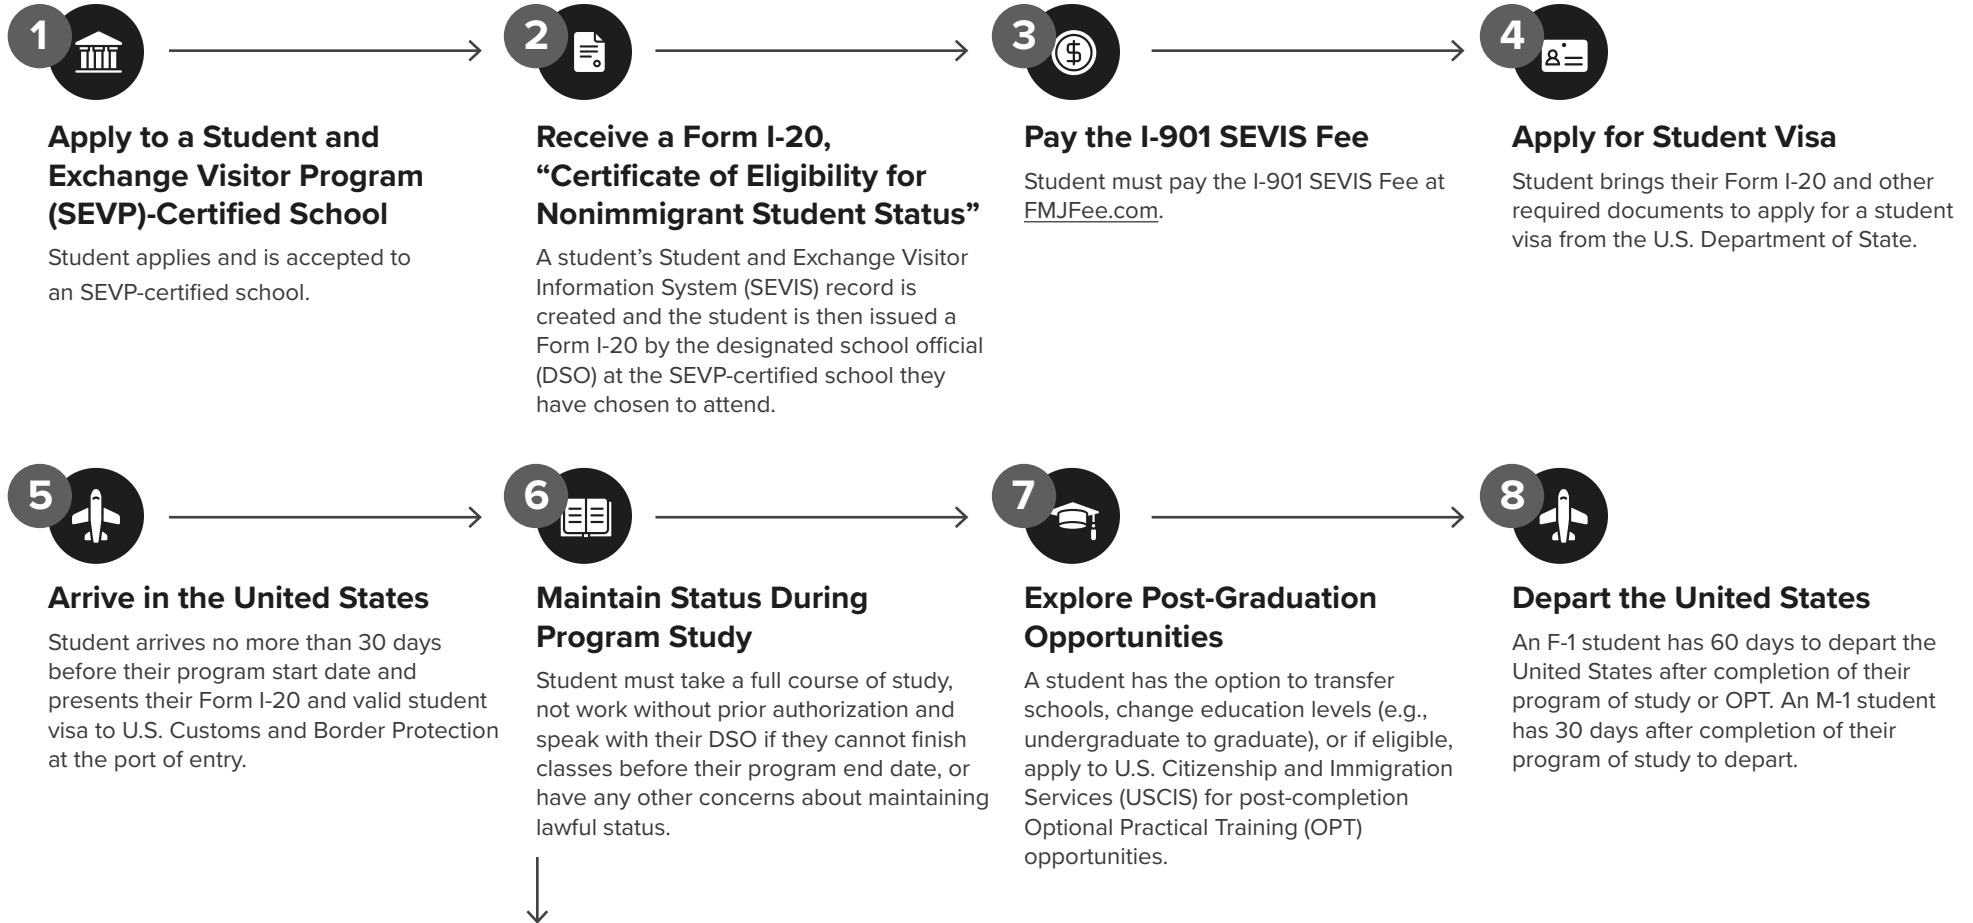 1
Apply to a Student and
Exchange Visitor Program
(SEVP)-Certified School
Student applies and is accepted to
an SEVP-certified school.
2
Receive a Form I-20,
“Certificate of Eligibility for
Nonimmigrant Student Status”
A student’s Student and Exchange Visitor
Information System (SEVIS) record is
created and the student is then issued a
Form I-20 by the designated school official
(DSO) at the SEVP-certified school they
have chosen to attend.
3
$
Pay the I-901 SEVIS Fee
Student must pay the I-901 SEVIS Fee at
FMJFee.com.
4
Apply for Student Visa
Student brings their Form I-20 and other
required documents to apply for a student
visa from the U.S. Department of State.
5
Arrive in the United States
Student arrives no more than 30 days
before their program start date and
presents their Form I-20 and valid student
visa to U.S. Customs and Border Protection
at the port of entry.
6
Maintain Status During
Program Study
Student must take a full course of study,
not work without prior authorization and
speak with their DSO if they cannot finish
classes before their program end date, or
have any other concerns about maintaining
lawful status.
7
Explore Post-Graduation
Opportunities
A student has the option to transfer
schools, change education levels (e.g.,
undergraduate to graduate), or if eligible,
apply to U.S. Citizenship and Immigration
Services (USCIS) for post-completion
Optional Practical Training (OPT)
opportunities.
8
Depart the United States
An F-1 student has 60 days to depart the
United States after completion of their
program of study or OPT. An M-1 student
has 30 days after completion of their
program of study to depart.